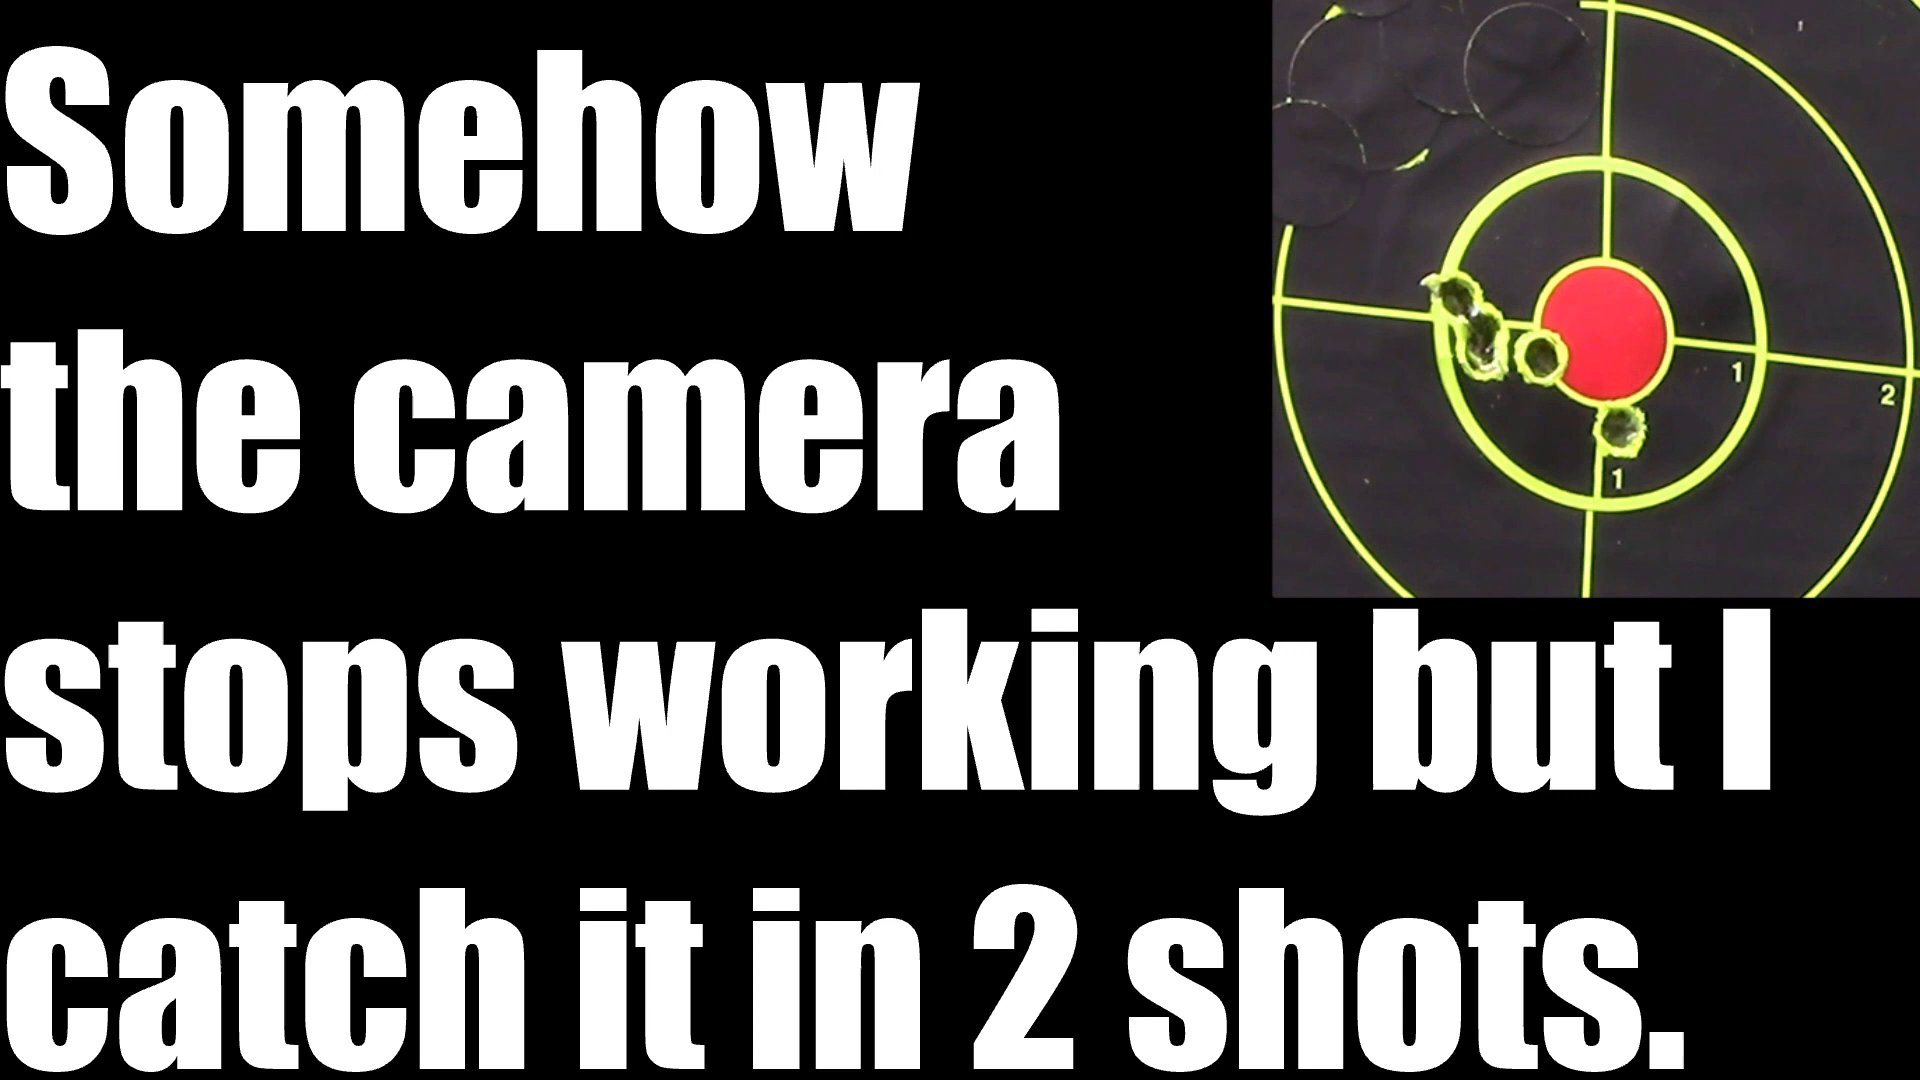 Somehow
the camera
stops working but I
catch it in 2 shots.
1
2
1